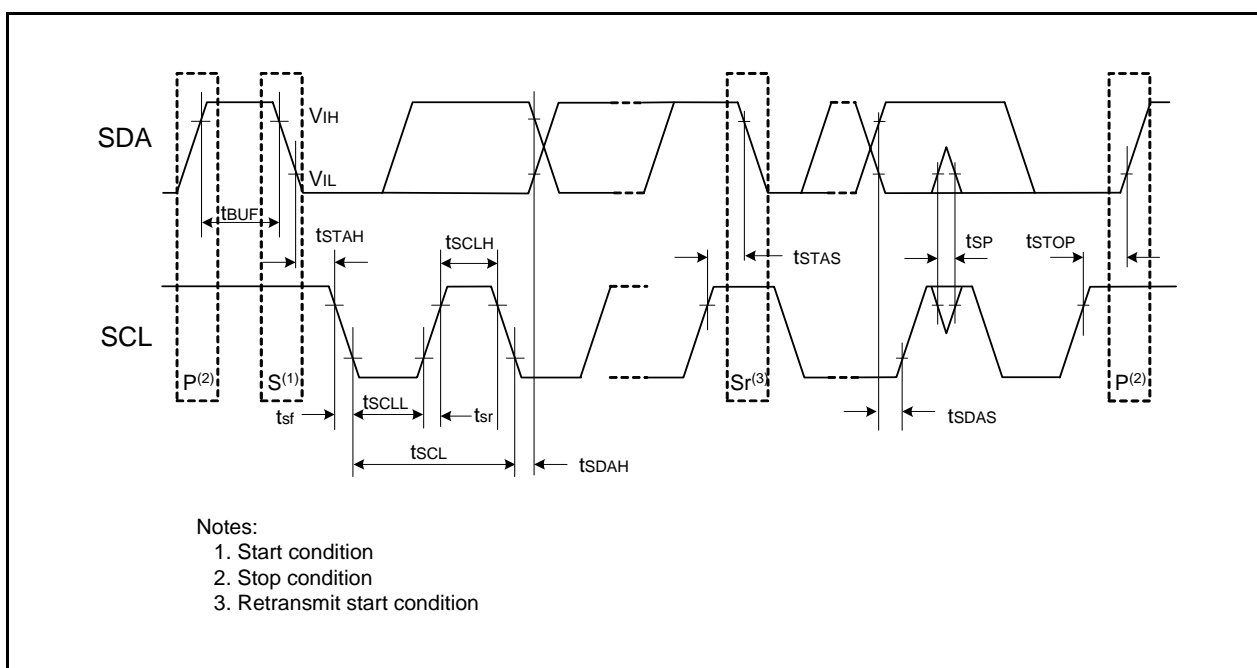 VIH
SDA
VIL
tBUF
tSTAH
tSCLH
tSTAS
tSP
tSTOP
SCL
P(2)
S(1)
Sr(3)
P(2)
tsf
tSCLL
tsr
tSDAS
tSCL
tSDAH
Notes:
1. Start condition
2. Stop condition
3. Retransmit start condition